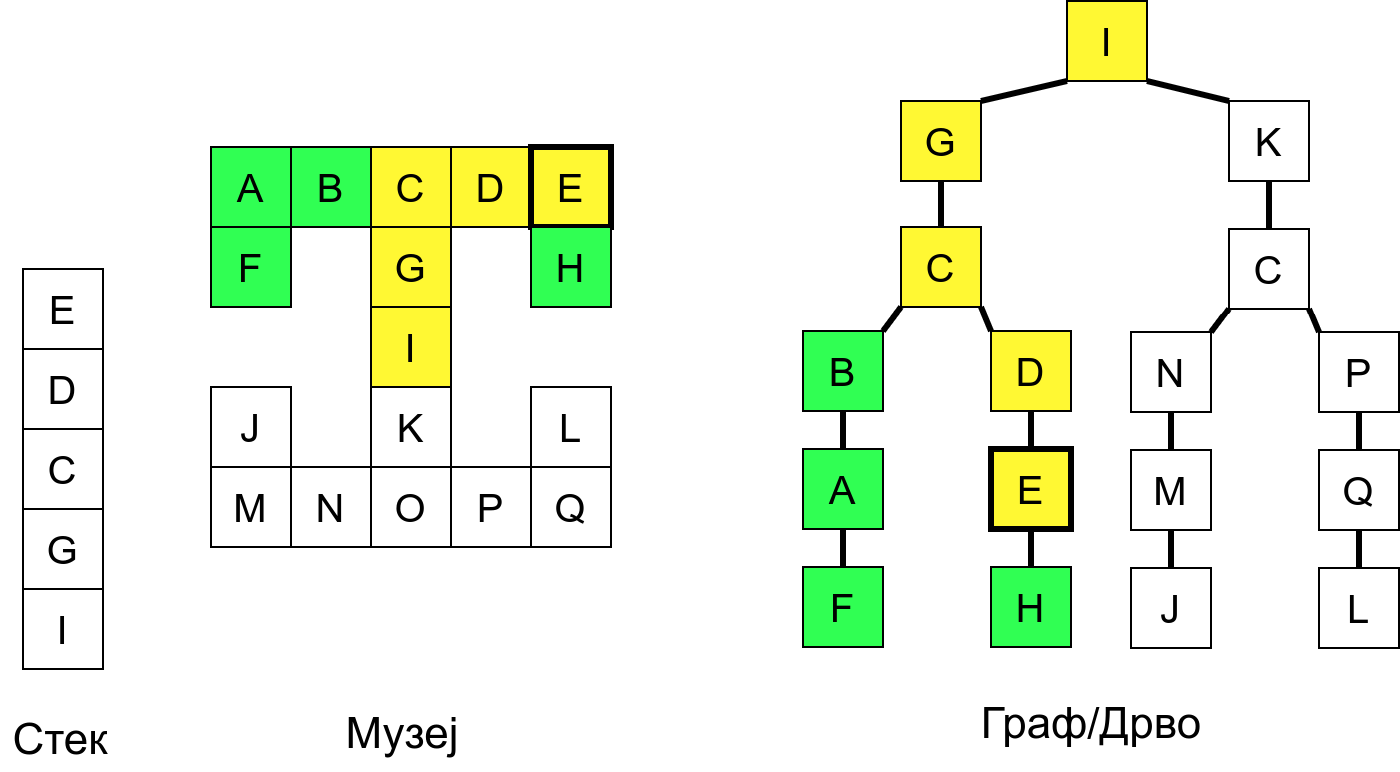 E
D
C
G
I
Стек
A B C D E
F G H
I
J K L
M N O P Q
Музеј
I
G K
C C
B D N P
A E M Q
F H J L
Граф/Дрво